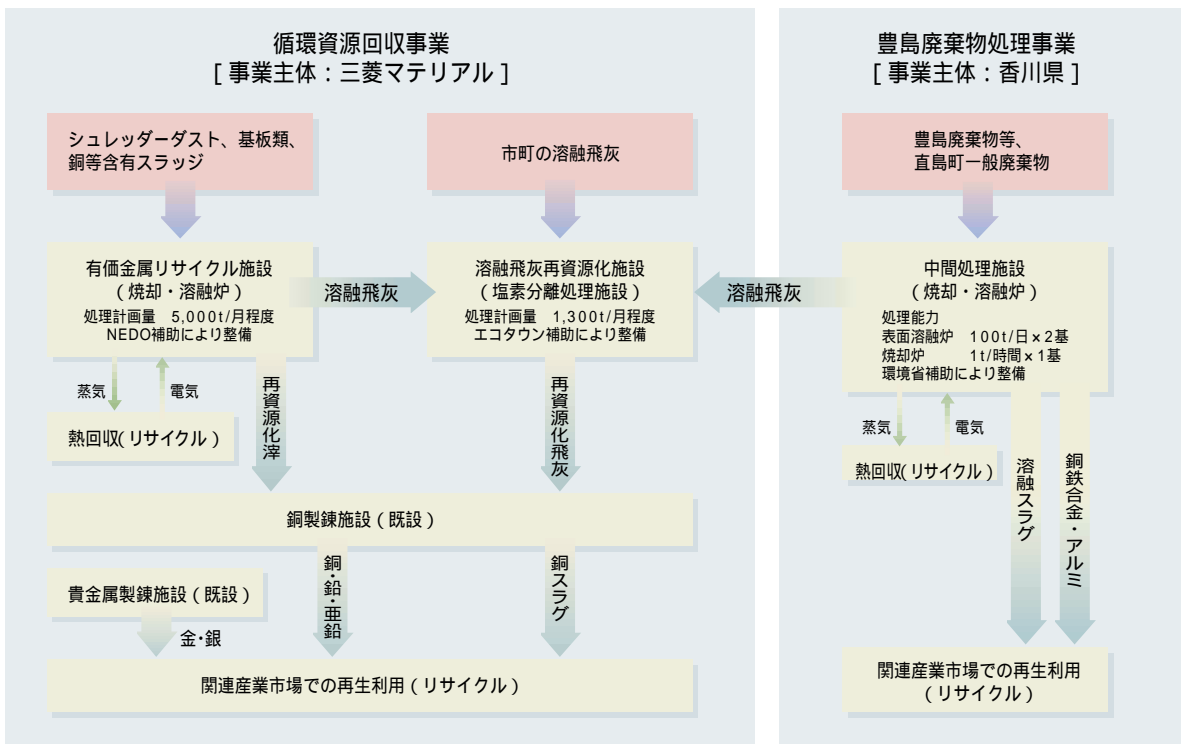 循環資源回収事業
[ 事業主体：三菱マテリアル ]
シュレッダーダスト、基板類、
銅等含有スラッジ
市町の溶融飛灰
有価金属リサイクル施設
（焼却・溶融炉）
処理計画量　5,000t/月程度
NEDO補助により整備
溶融飛灰
溶融飛灰再資源化施設
（塩素分離処理施設）
処理計画量　1,300t/月程度
エコタウン補助により整備
蒸気
電気
熱回収（リサイクル）
再資源化滓
再資源化飛灰
銅製錬施設（既設）
貴金属製錬施設（既設）
金・銀
銅・鉛・亜鉛
銅スラグ
関連産業市場での再生利用（リサイクル）
豊島廃棄物処理事業
[ 事業主体：香川県 ]
豊島廃棄物等、
直島町一般廃棄物
溶融飛灰
中間処理施設
（焼却・溶融炉）
処理能力
表面溶融炉　100t/日×2基
焼却炉　1t/時間×1基
環境省補助により整備
蒸気
電気
熱回収（リサイクル）
溶融スラグ
銅鉄合金・アルミ
関連産業市場での再生利用
（リサイクル）